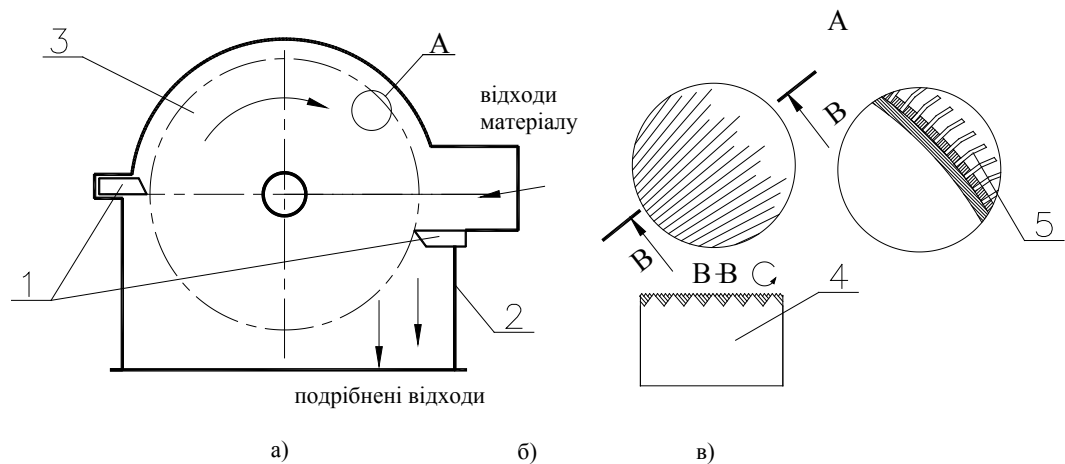 А
3
А
відходи
матеріалу
В
5
1
В
В-В
4
2
подрібнені відходи
а)
б)
в)